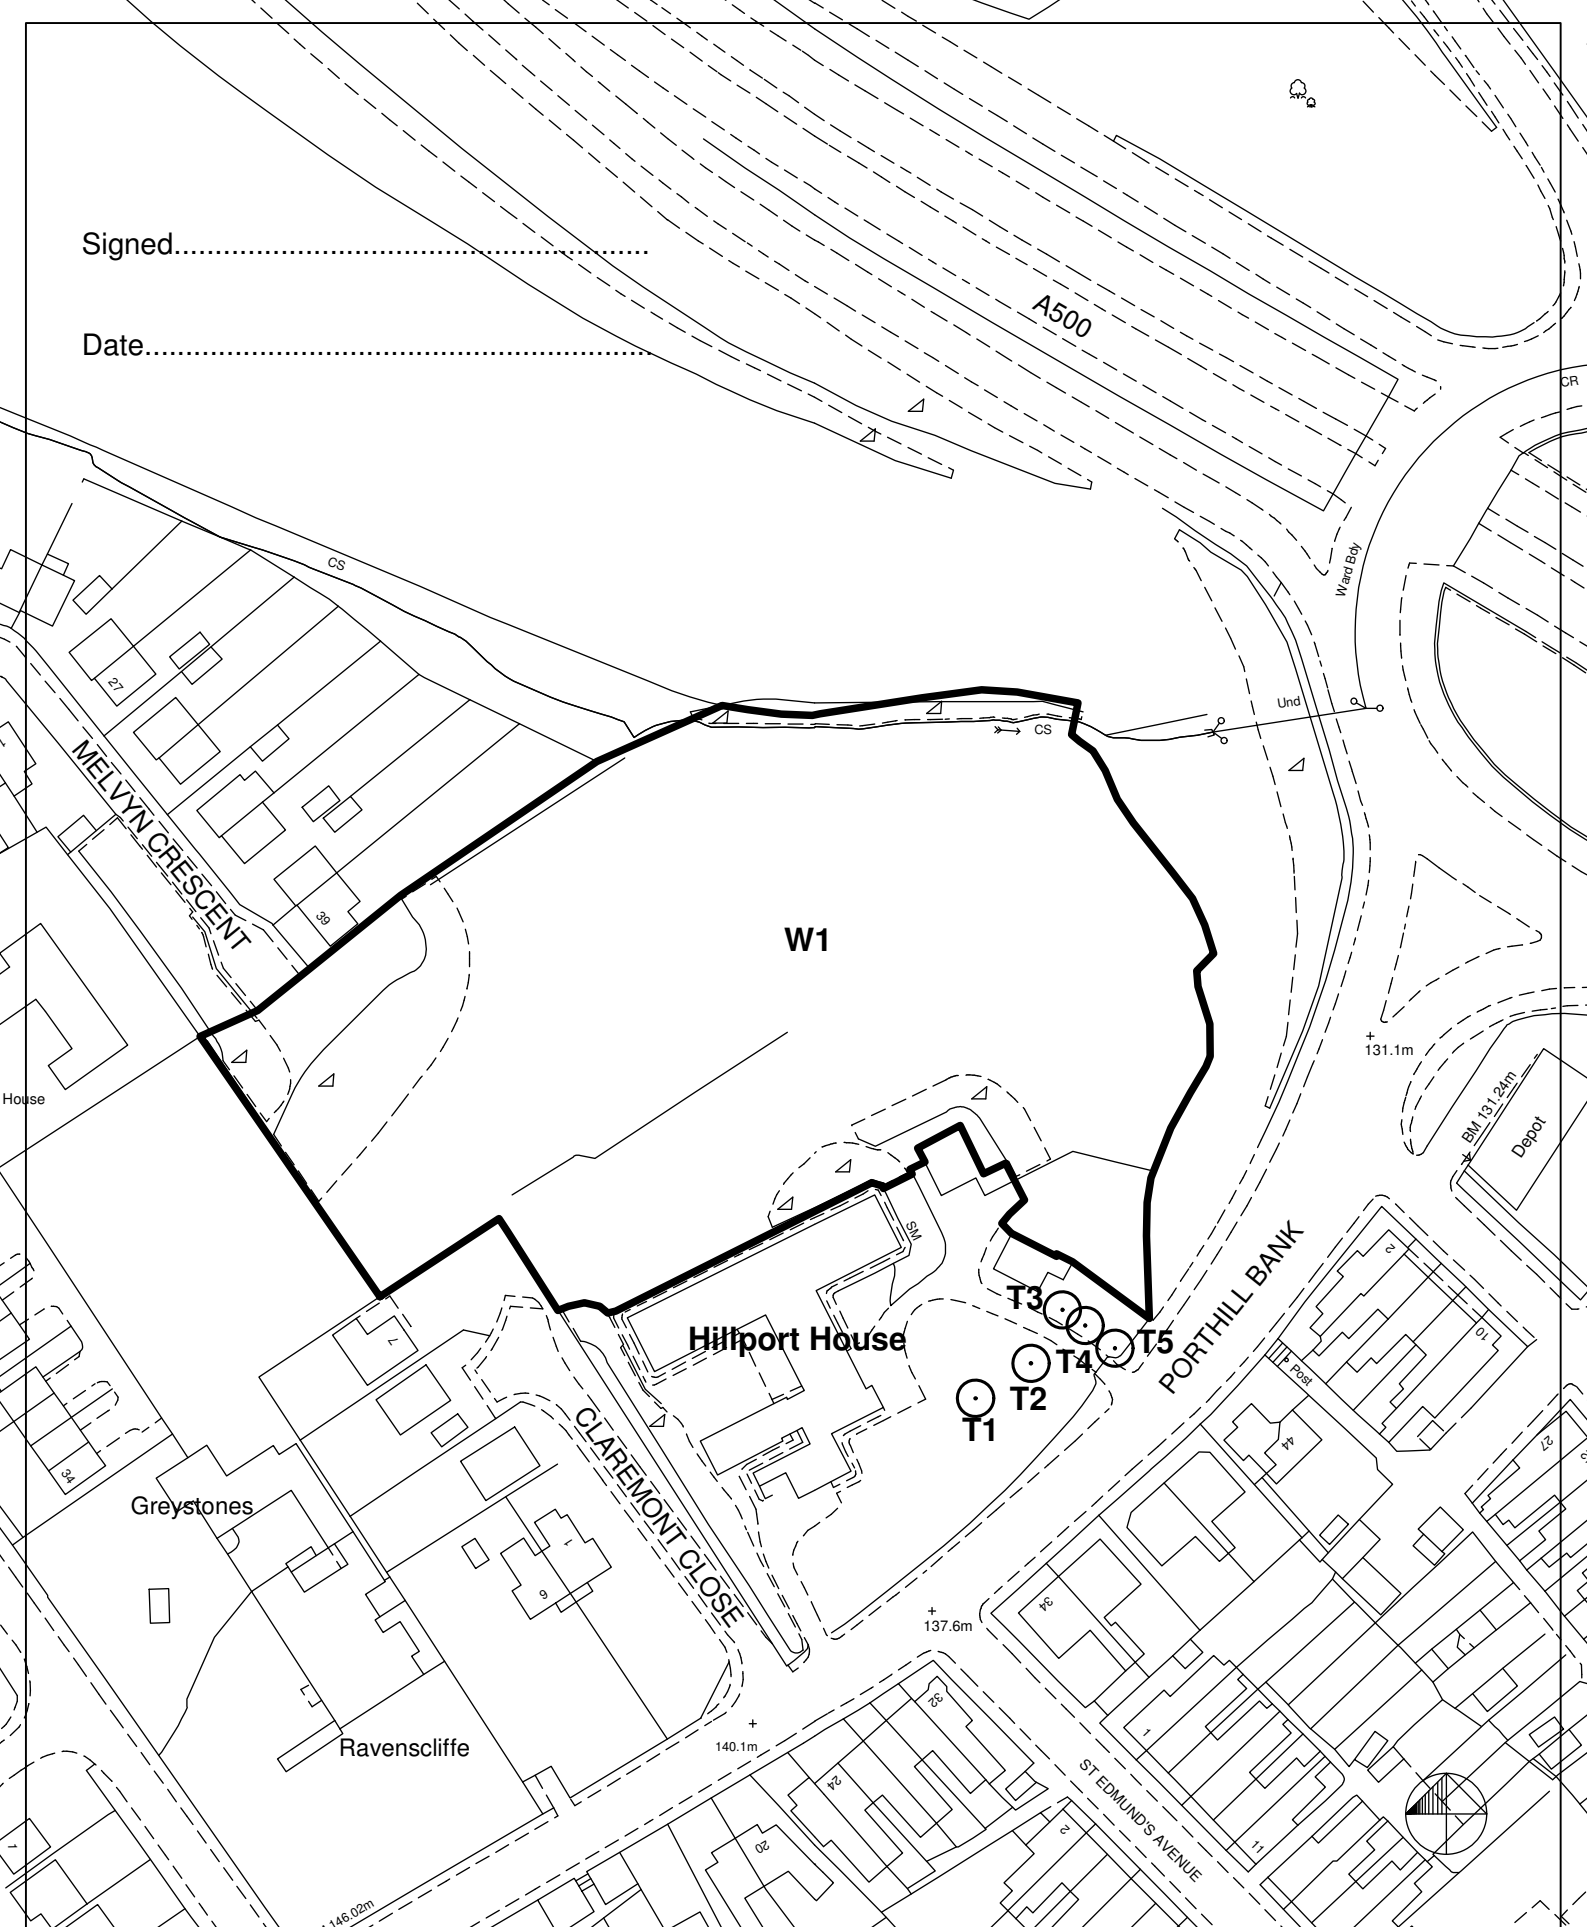 Signed..........................................................
A500
Date..............................................................
CR
Ward Bdy
CS
27
Und
CS
MELVYN CRESCENT
39
W1
131.1m
House
BM 131.24m
Depot
SM
2
PORTHILL BANK
T3
7
Hillport House
T5
T4
10
Post
T2
T1
CLAREMONT CLOSE
44
27
34
Greystones
1
6
34
137.6m
Ravenscliffe
32
1
140.1m
24
ST EDMUND'S AVENUE
2
20
11
1
146.02m